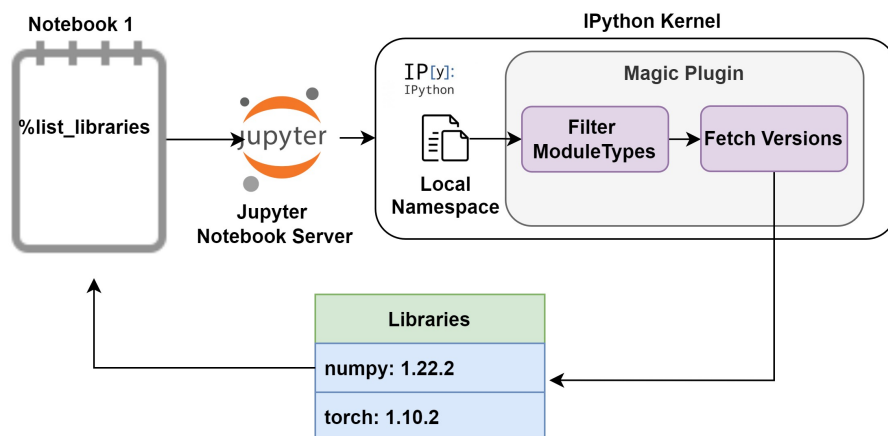 Notebook 1
%list_libraries
jupyter
Jupyter
Notebook Server
IPython Kernel
IP[y]:
IPython
Local
Namespace
Magic Plugin
Filter
ModuleTypes
Fetch Versions
Libraries
numpy: 1.22.2
torch: 1.10.2